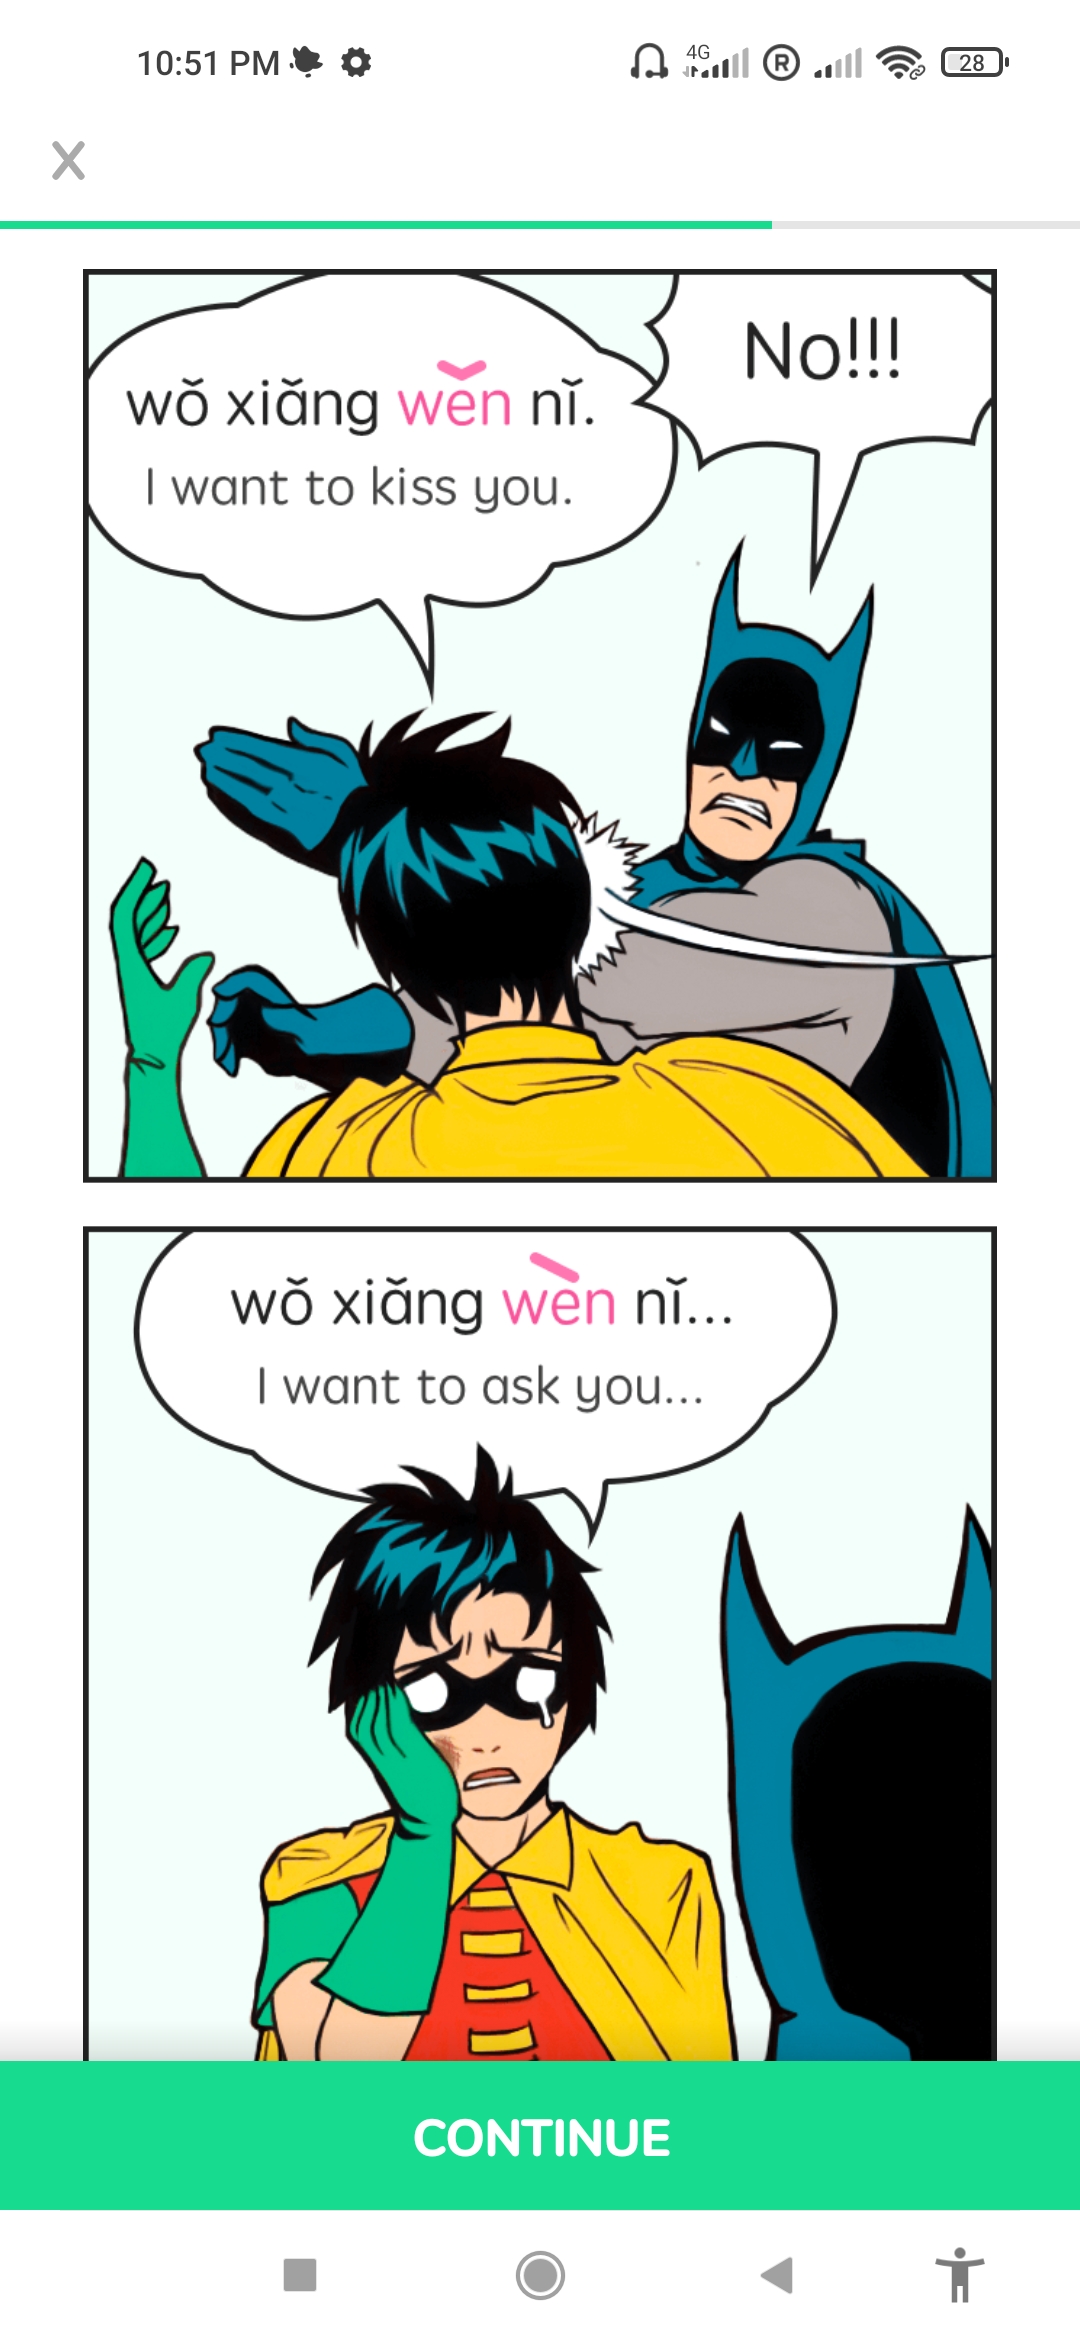 10:51 PM
4G
R
28
wǒ xiǎng wěn nǐ.
I want to kiss you.
No!!!
wǒ xiǎng wèn nǐ...
I want to ask you...
CONTINUE